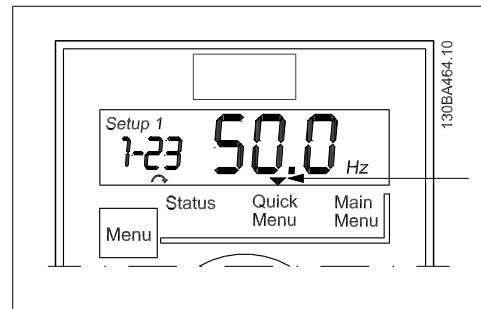 Setup 1
1-23 50.0 Hz
Status Quick Menu Main Menu
Menu
130BA464.10